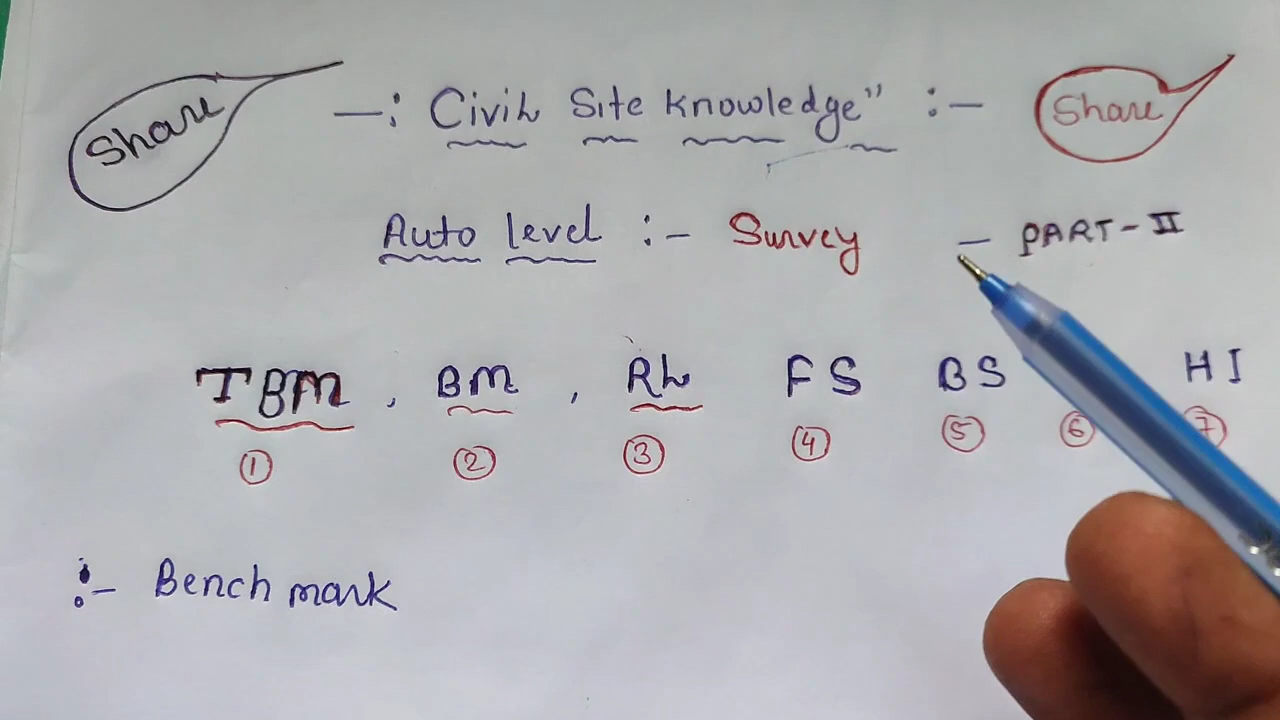 Share -: Civil Site Knowledge" :- Share
Auto level :- Survey - PART-II
TBM , BM , RL FS BS HI
1 2 3 4 5 6 7
:- Bench mark